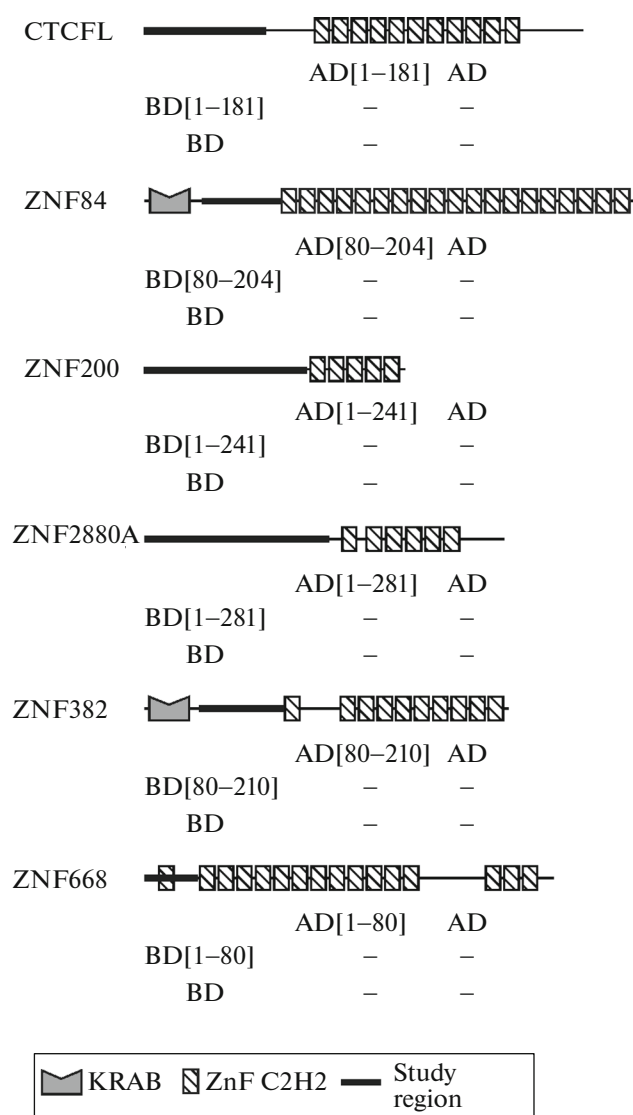 CTCFL
AD[1–181] AD
BD[1–181] – –
BD – –
ZNF84
AD[80–204] AD
BD[80–204] – –
BD – –
ZNF200
AD[1–241] AD
BD[1–241] – –
BD – –
ZNF2880A
AD[1–281] AD
BD[1–281] – –
BD – –
ZNF382
AD[80–210] AD
BD[80–210] – –
BD – –
ZNF668
AD[1–80] AD
BD[1–80] – –
BD – –
KRAB ZnF C2H2 Study
region